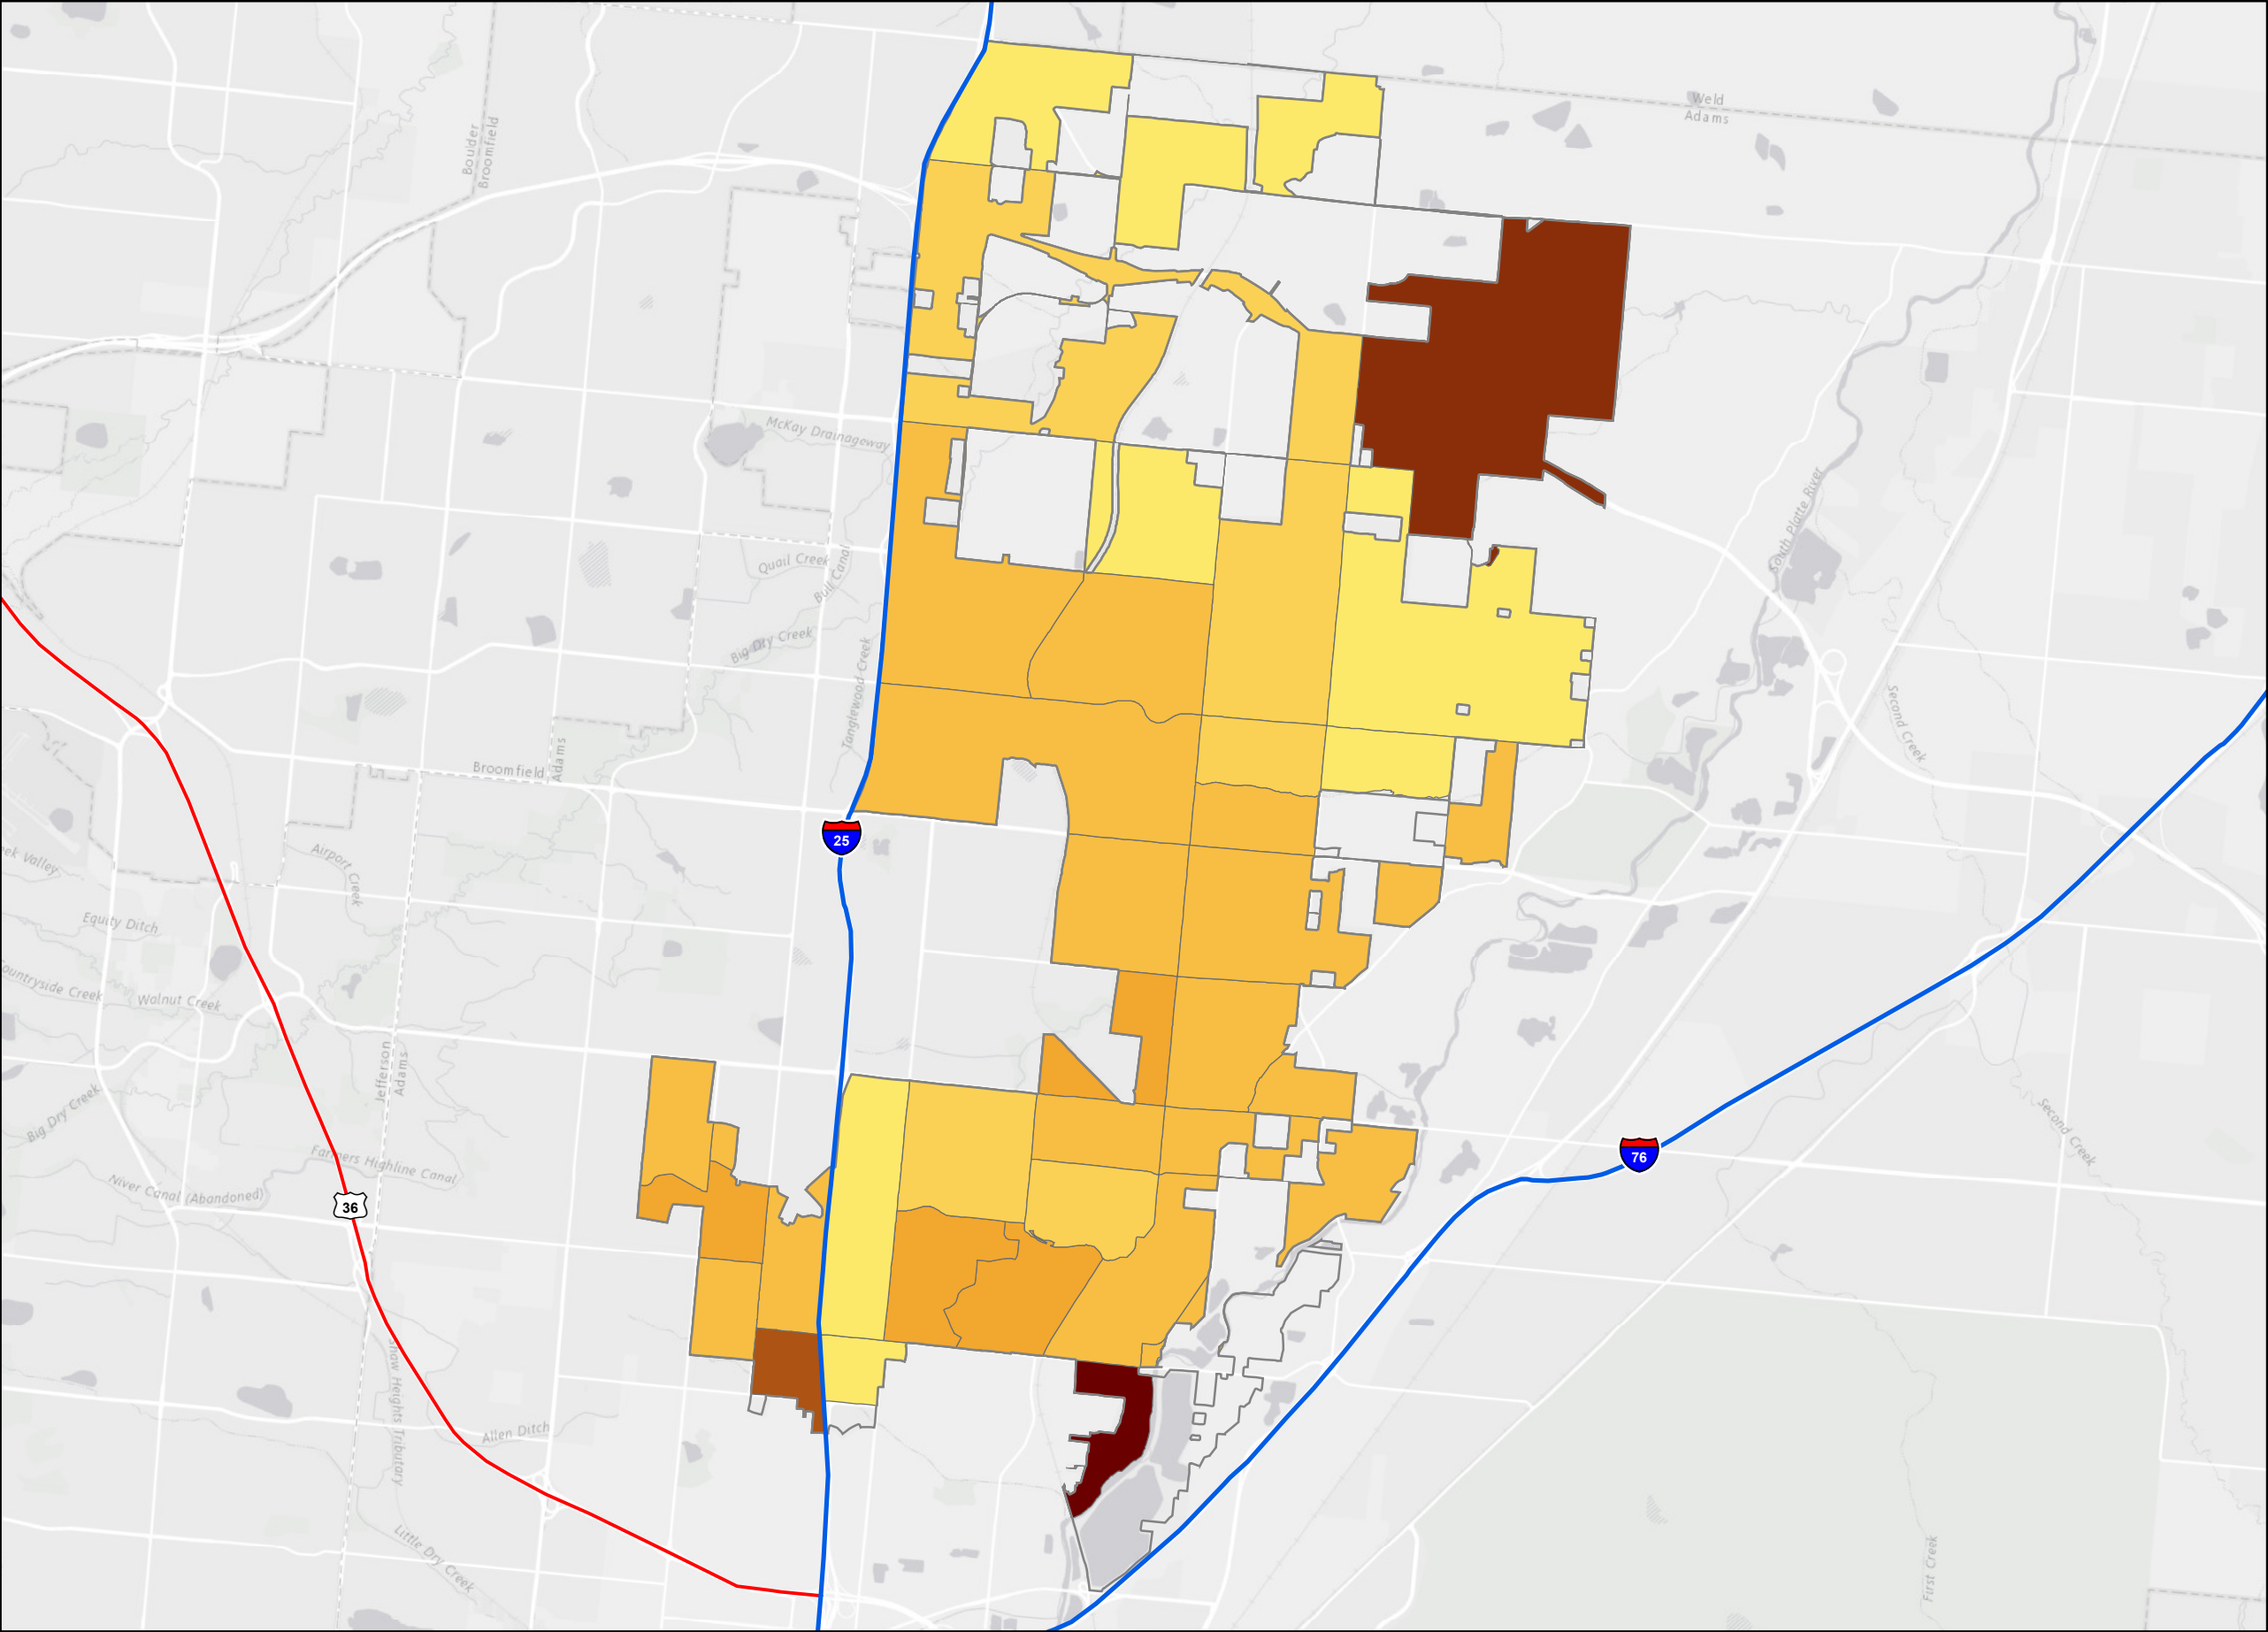 Weld
Adams
Boulder
Broomfield
McKay Drainageway
South Platte River
Quail Creek
Bull Canal
Big Dry Creek
Tanglewood Creek
Second Creek
Broomfield
Adams
25
Airport Creek
eek Valley
Equity Ditch
Countryside Creek
Walnut Creek
Jefferson
Adams
Big Dry Creek
Farmers Highline Canal
Niver Canal (Abandoned)
36
76
Second Creek
Shaw Heights Tributary
Allen Ditch
Little Dry Creek
First Creek